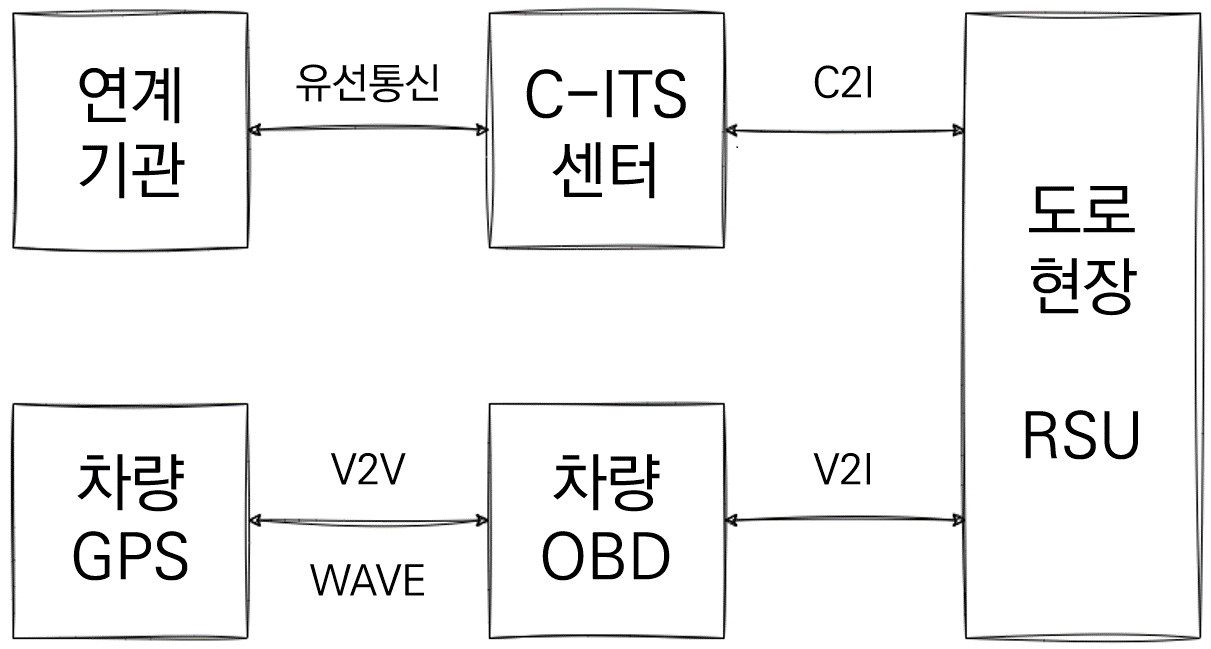 연계
기관
유선통신
C-ITS
센터
C2I
도로
현장
RSU
차량
GPS
V2V
WAVE
차량
OBD
V2I